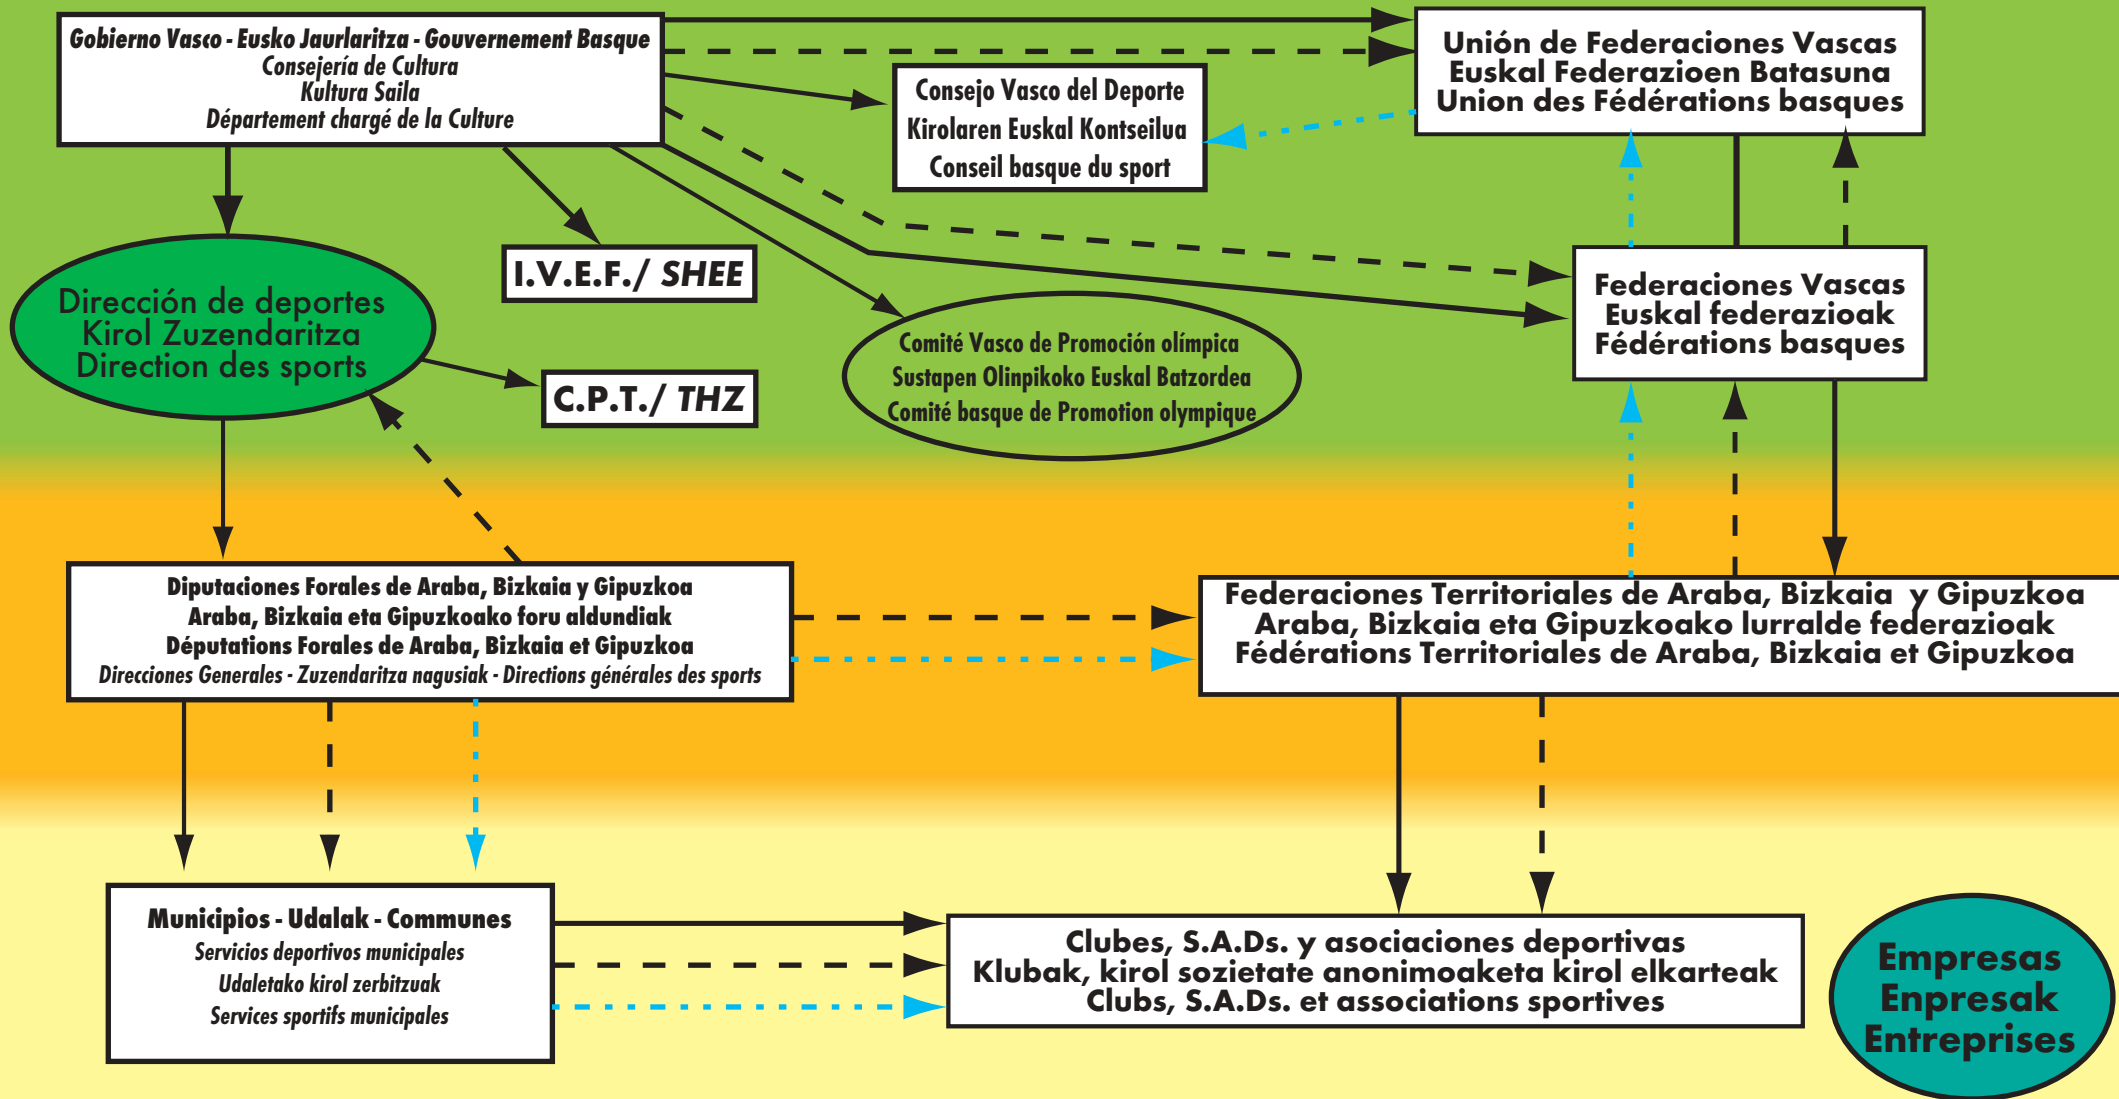 Gobierno Vasco - Eusko Jaurlaritza - Gouvernement Basque
Consejería de Cultura
Kultura Saila
Département chargé de la Culture
Unión de Federaciones Vascas
Euskal Federazioen Batasuna
Union des Fédérations basques
Consejo Vasco del Deporte
Kirolaren Euskal Kontseilua
Conseil basque du sport
I.V.E.F./ SHEE
Dirección de deportes
Kirol Zuzendaritza
Direction des sports
Federaciones Vascas
Euskal federazioak
Fédérations basques
Comité Vasco de Promoción olímpica
Sustapen Olinpikoko Euskal Batzordea
Comité basque de Promotion olympique
C.P.T./ THZ
Diputaciones Forales de Araba, Bizkaia y Gipuzkoa
Araba, Bizkaia eta Gipuzkoako foru aldundiak
Députations Forales de Araba, Bizkaia et Gipuzkoa
Direcciones Generales - Zuzendaritza nagusiak - Directions générales des sports
Federaciones Territoriales de Araba, Bizkaia y Gipuzkoa
Araba, Bizkaia eta Gipuzkoako lurralde federazioak
Fédérations Territoriales de Araba, Bizkaia et Gipuzkoa
Municipios - Udalak - Communes
Servicios deportivos municipales
Udaletako kirol zerbitzuak
Services sportifs municipales
Clubes, S.A.Ds. y asociaciones deportivas
Klubak, kirol sozietate anonimoaketa kirol elkarteak
Clubs, S.A.Ds. et associations sportives
Empresas
Enpresak
Entreprises